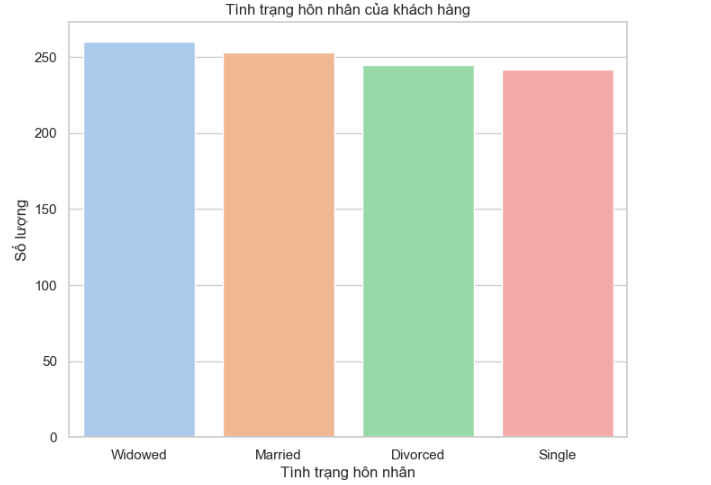 Tình trạng hôn nhân của khách hàng
Số lượng
250
200
150
100
50
0
Widowed Married Divorced Single
Tình trạng hôn nhân